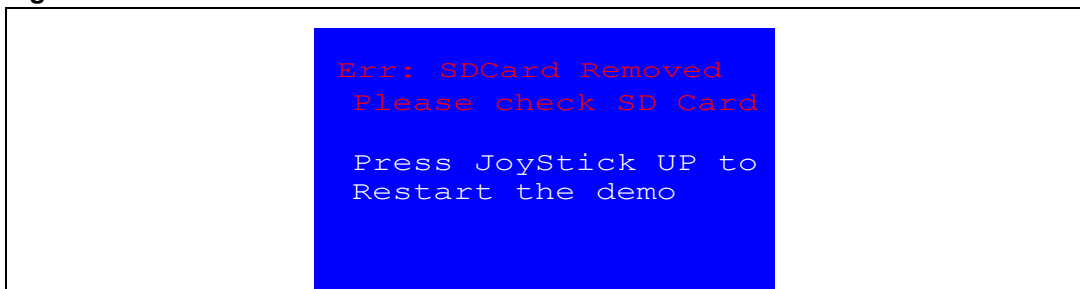 Err: SDCard Removed
Please check SD Card
Press JoyStick UP to
Restart the demo